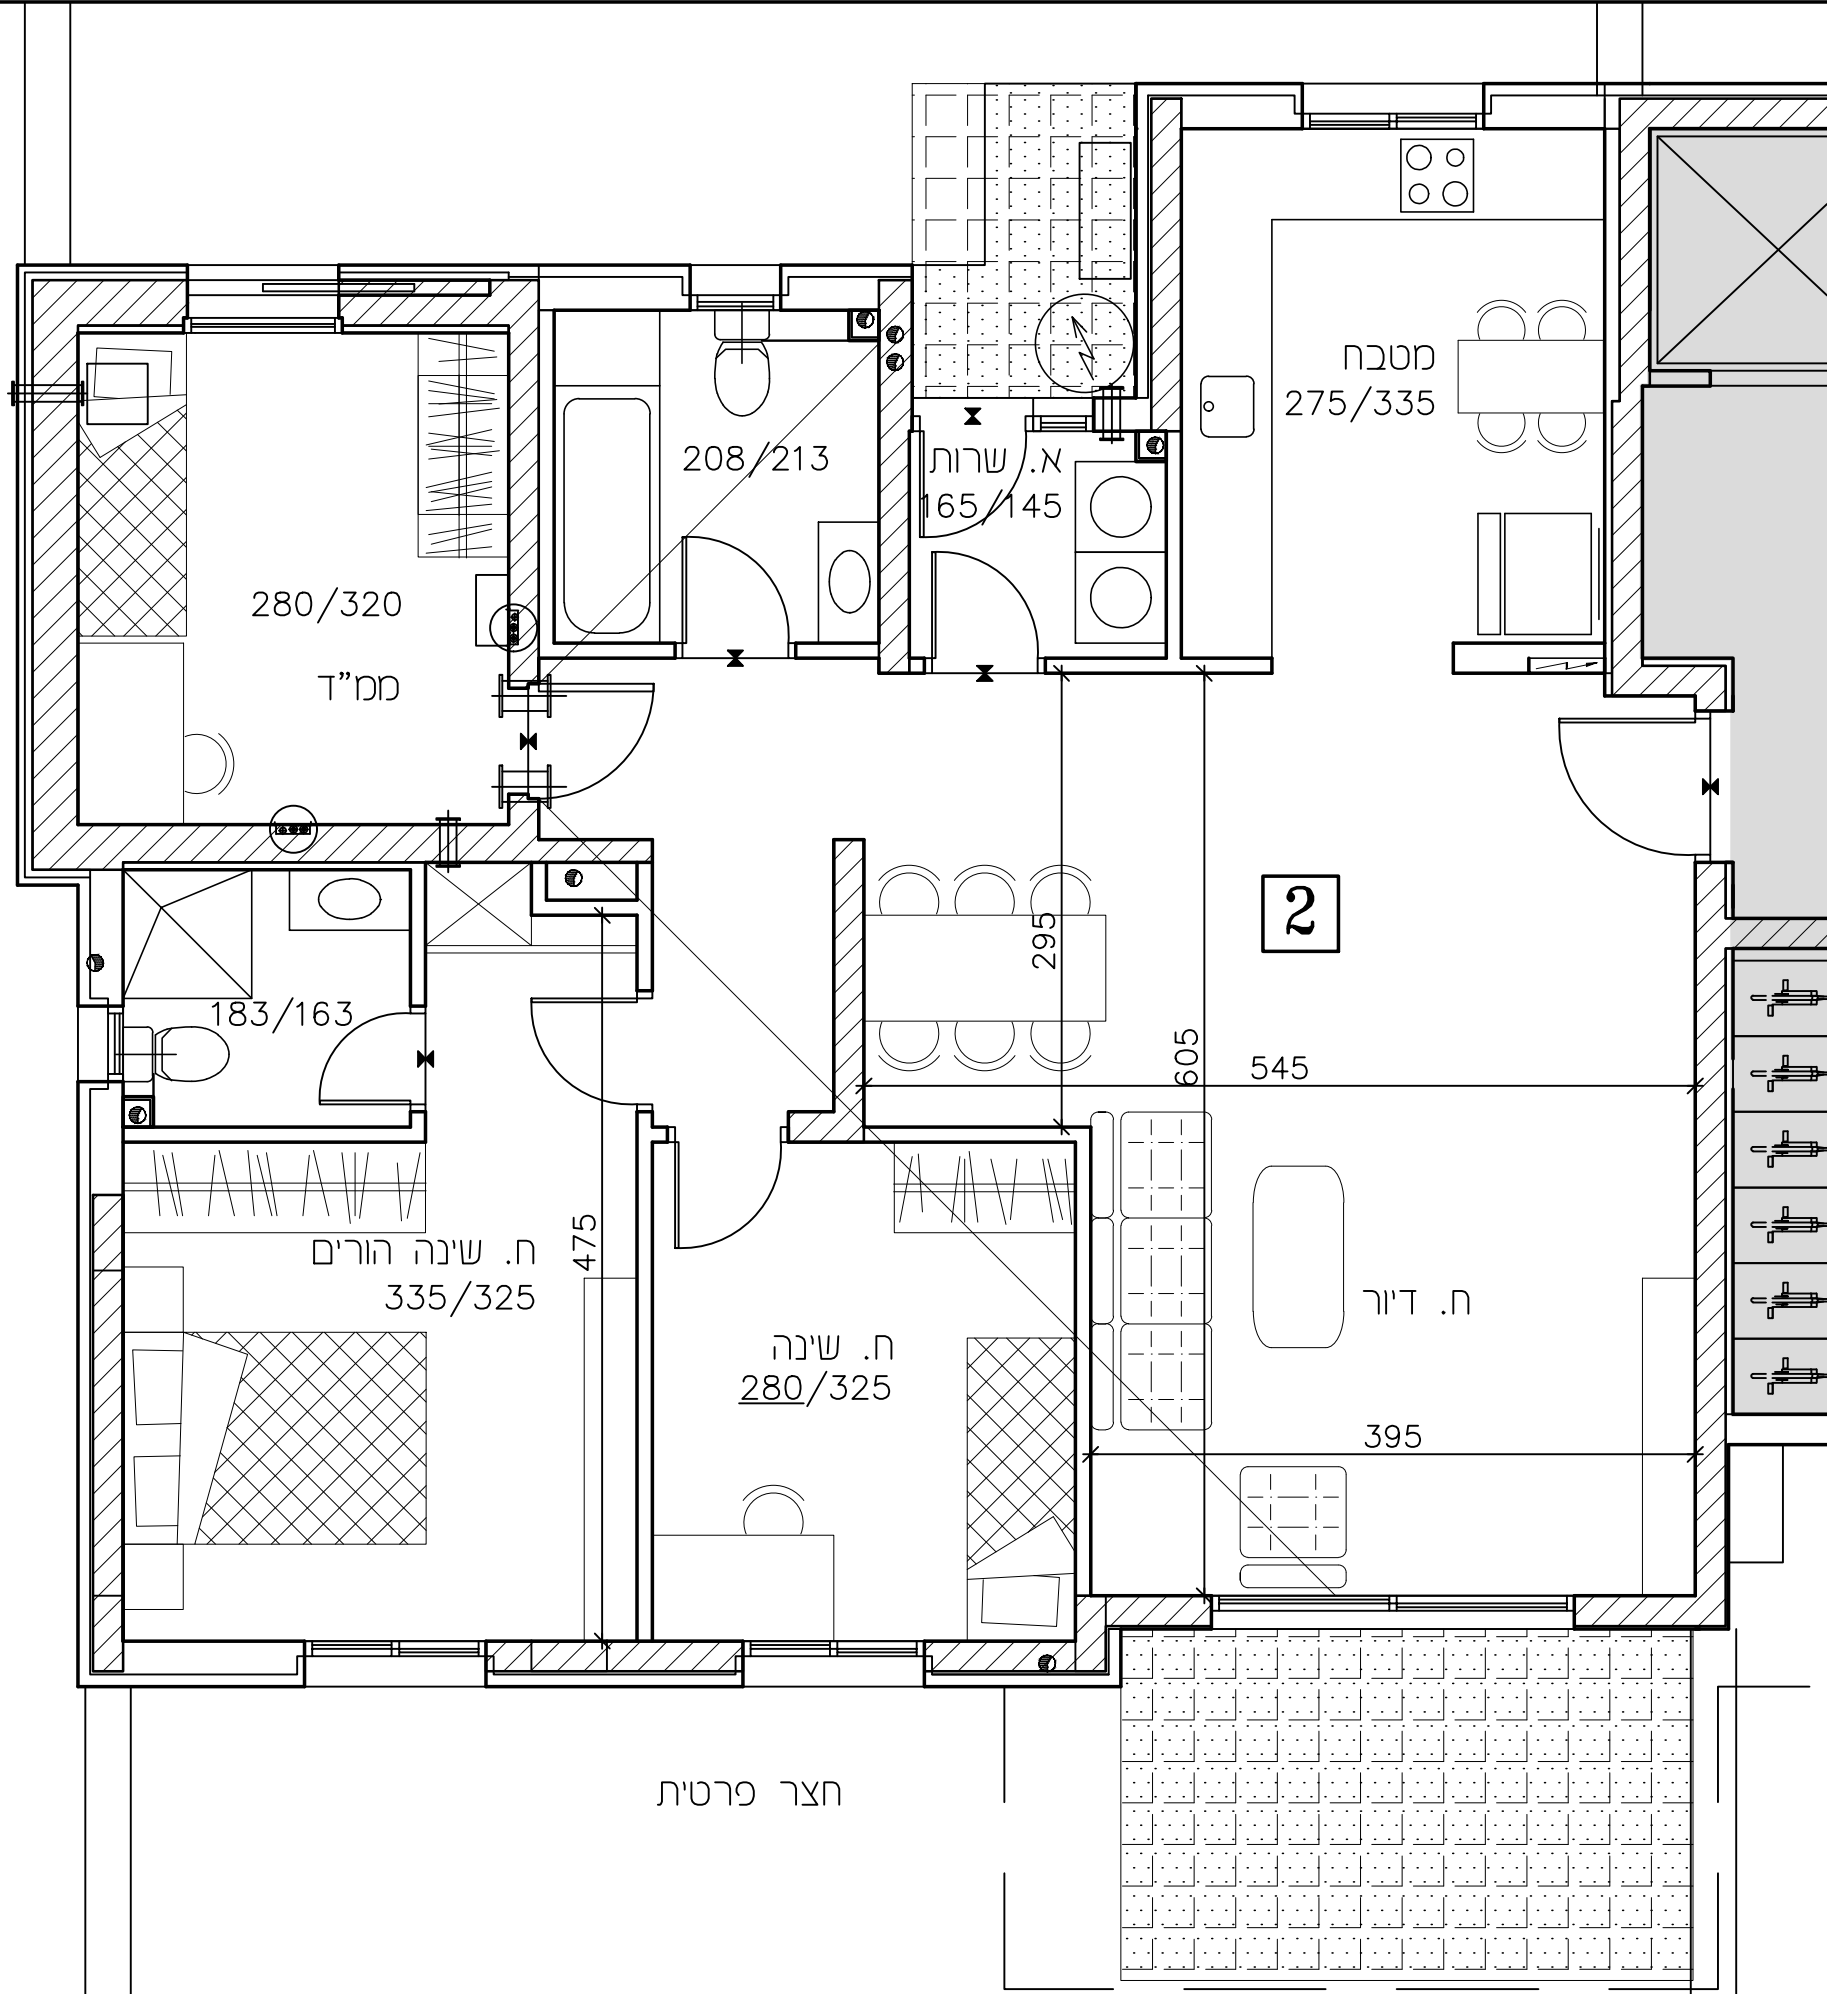 מטבח
275/335
208/213
א. שרות
165/145
280/320
ממ"ד
2
295
183/163
605
545
475
ח. שינה הורים
335/325
ח. דיור
ח. שינה
280/325
395
חצר פרטית